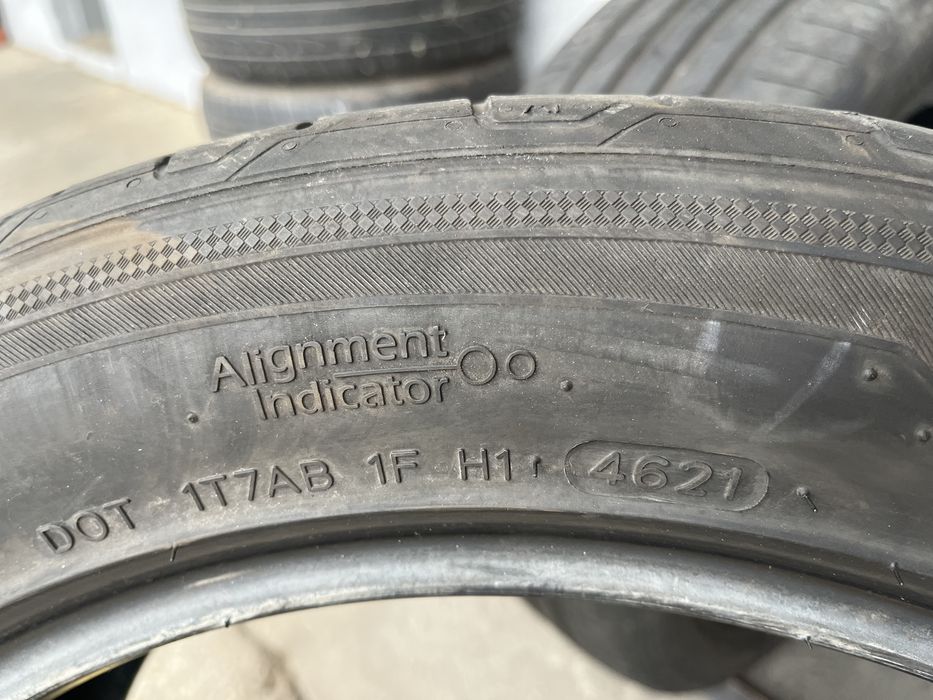 Alignment
Indicator
DOT 1T7AB 1F H1 4621